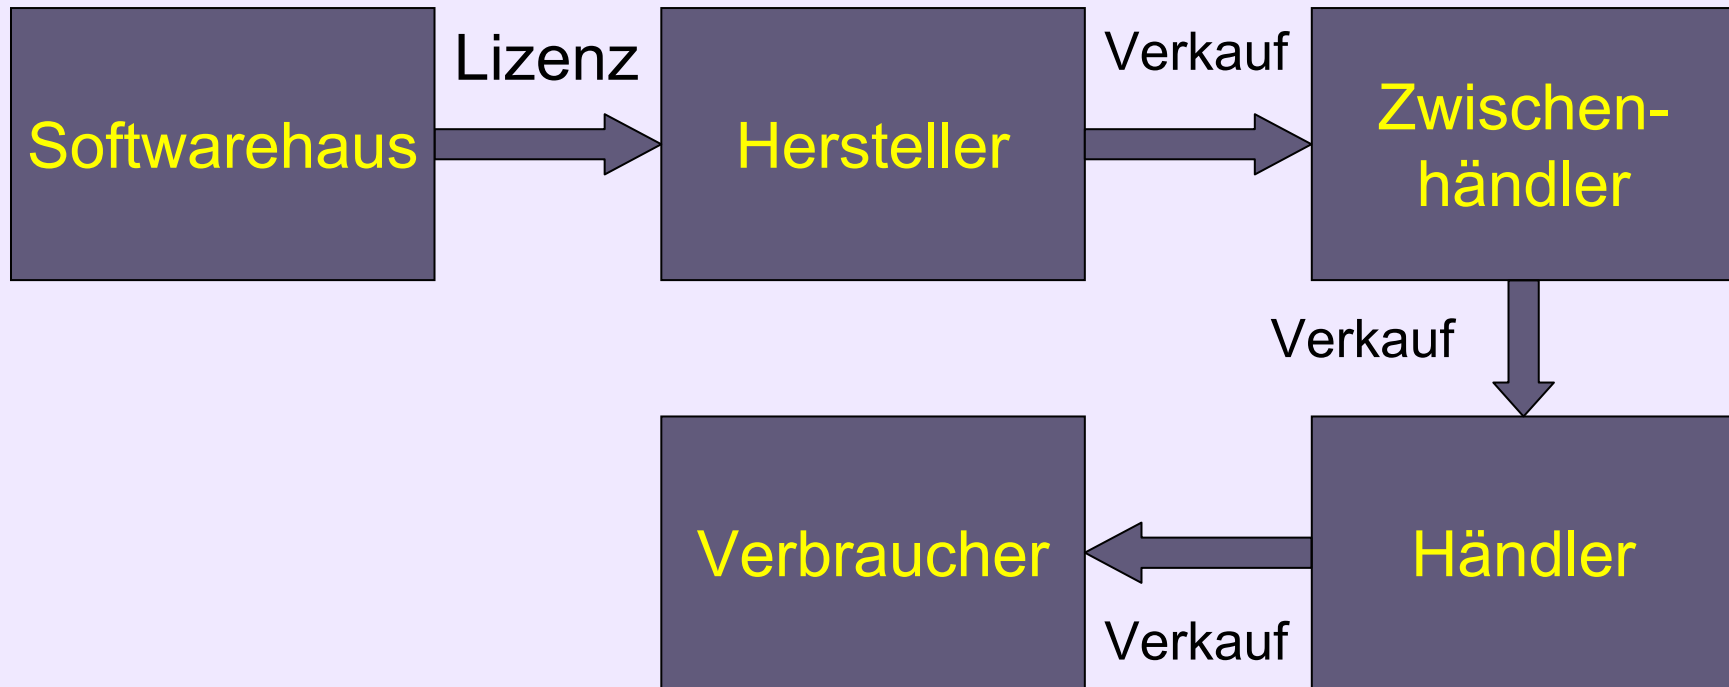 Softwarehaus
Lizenz
Hersteller
Verkauf
Zwischen-
händler
Verkauf
Händler
Verkauf
Verbraucher